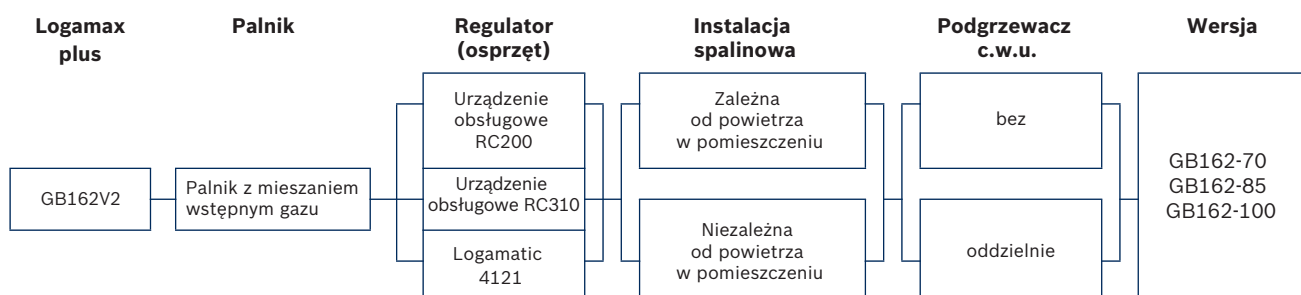 Logamax
plus
Palnik
Regulator
(osprzęt)
Instalacja
spalinowa
Podgrzewacz
c.w.u.
Wersja
GB162V2
Palnik z mieszaniem
wstępnym gazu
Urządzenie
obsługowe
RC200
Urządzenie
obsługowe RC310
Logamatic
4121
Zależna
od powietrza
w pomieszczeniu
Niezależna
od powietrza
w pomieszczeniu
bez
oddzielnie
GB162-70
GB162-85
GB162-100